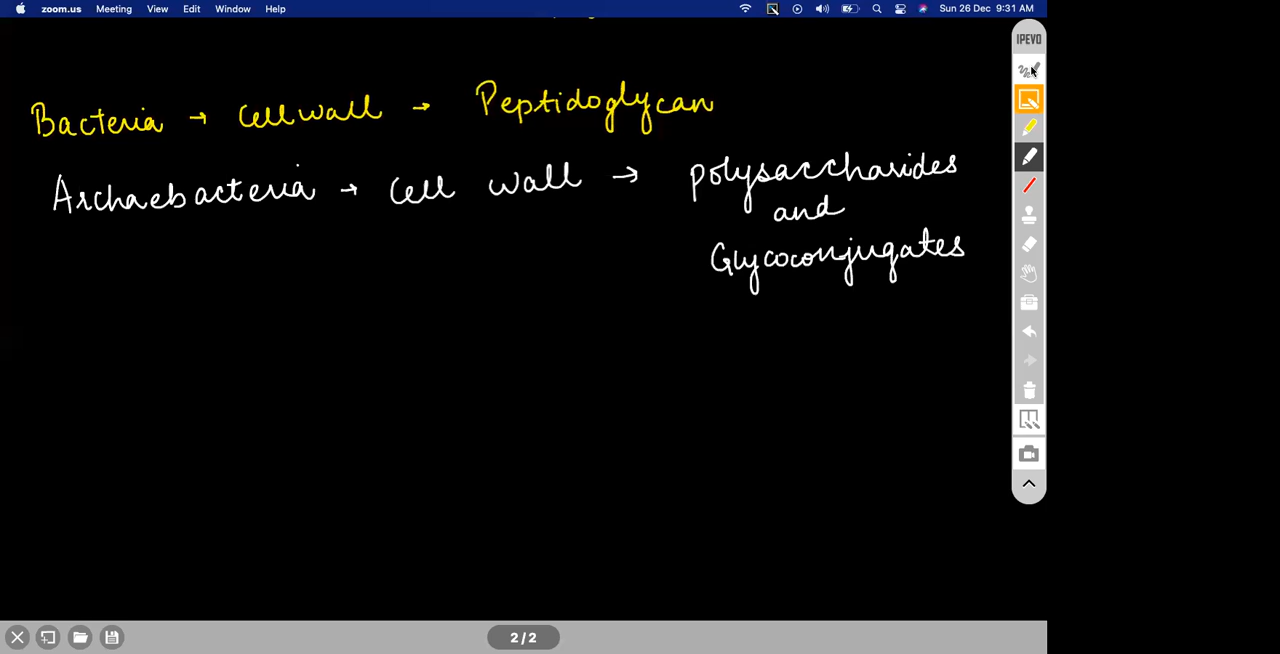 zoom.us Meeting View Edit Window Help Sun 26 Dec 9:31 AM
IPEVO
Bacteria → Cell wall → Peptidoglycan
Archaebacteria → Cell wall → polysaccharides
and
Glycoconjugates
2/2